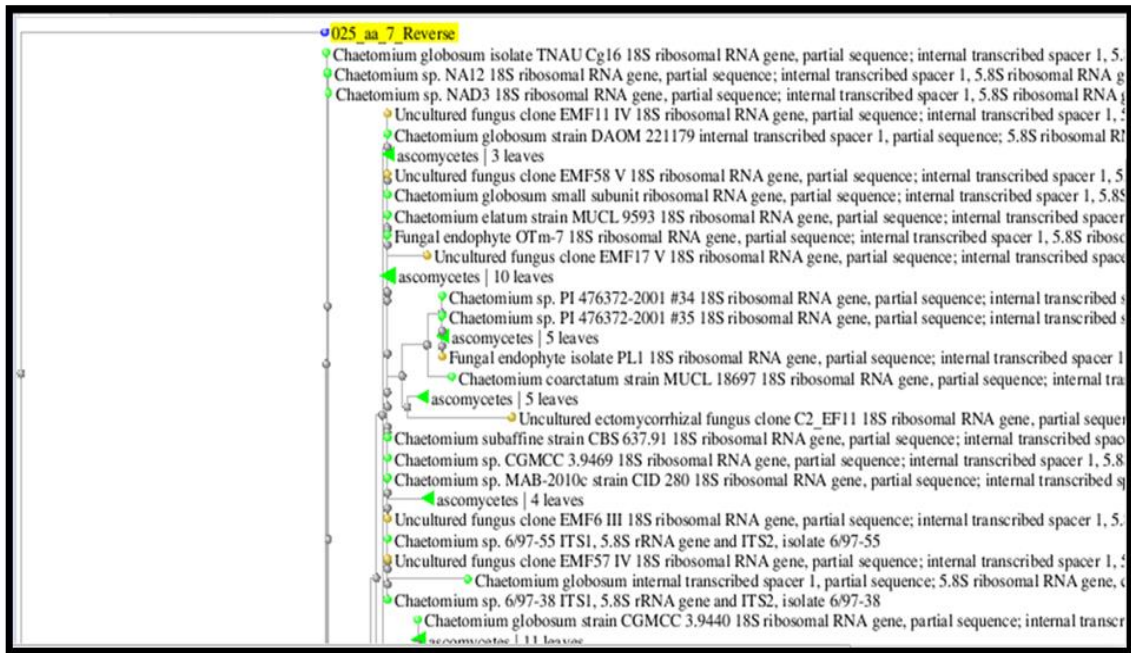 025_aa_7_Reverse
Chaetomium globosum isolate TNAU Cg16 18S ribosomal RNA gene, partial sequence; internal transcribed spacer 1, 5.
Chaetomium sp. NA12 18S ribosomal RNA gene, partial sequence; internal transcribed spacer 1, 5.8S ribosomal RNA g
Chaetomium sp. NAD3 18S ribosomal RNA gene, partial sequence; internal transcribed spacer 1, 5.8S ribosomal RNA
Uncultured fungus clone EMF11 IV 18S ribosomal RNA gene, partial sequence; internal transcribed spacer 1,
Chaetomium globosum strain DAOM 221179 internal transcribed spacer 1, partial sequence; 5.8S ribosomal
ascomycetes | 3 leaves
Uncultured fungus clone EMF58 V 18S ribosomal RNA gene, partial sequence; internal transcribed spacer 1, 5
Chaetomium globosum small subunit ribosomal RNA gene, partial sequence; internal transcribed spacer 1, 5.8S
Chaetomium elatum strain MUCL 9593 18S ribosomal RNA gene, partial sequence; internal transcribed spacer
Fungal endophyte OTm-7 18S ribosomal RNA gene, partial sequence; internal transcribed spacer 1, 5.8S ribosc
Uncultured fungus clone EMF17 V 18S ribosomal RNA gene, partial sequence; internal transcribed spac
ascomycetes | 10 leaves
Chaetomium sp. PI 476372-2001 #34 18S ribosomal RNA gene, partial sequence; internal transcribed s
Chaetomium sp. PI 476372-2001 #35 18S ribosomal RNA gene, partial sequence; internal transcribed s
ascomycetes | 5 leaves
Fungal endophyte isolate PL1 18S ribosomal RNA gene, partial sequence; internal transcribed spacer 1
Chaetomium coarctatum strain MUCL 18697 18S ribosomal RNA gene, partial sequence; internal tra
ascomycetes | 5 leaves
Uncultured ectomycorrhizal fungus clone C2_EF11 18S ribosomal RNA gene, partial seque
Chaetomium subaffine strain CBS 637.91 18S ribosomal RNA gene, partial sequence; internal transcribed spac
Chaetomium sp. CGMCC 3.9469 18S ribosomal RNA gene, partial sequence; internal transcribed spacer 1, 5.8
Chaetomium sp. MAB-2010c strain CID 280 18S ribosomal RNA gene, partial sequence; internal transcribed s
ascomycetes | 4 leaves
Uncultured fungus clone EMF6 III 18S ribosomal RNA gene, partial sequence; internal transcribed spacer 1, 5.
Chaetomium sp. 6/97-55 ITS1, 5.8S rRNA gene and ITS2, isolate 6/97-55
Uncultured fungus clone EMF57 IV 18S ribosomal RNA gene, partial sequence; internal transcribed spacer 1,
Chaetomium globosum internal transcribed spacer 1, partial sequence; 5.8S ribosomal RNA gene,
Chaetomium sp. 6/97-38 ITS1, 5.8S rRNA gene and ITS2, isolate 6/97-38
Chaetomium globosum strain CGMCC 3.9440 18S ribosomal RNA gene, partial sequence; internal transcr
ascomycetes | 11 leaves